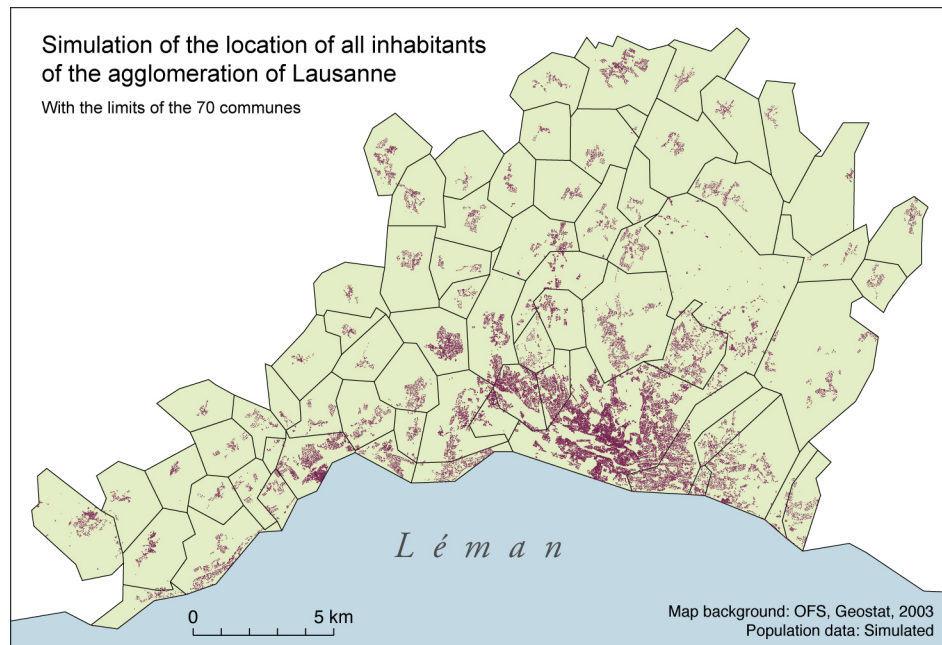 Simulation of the location of all inhabitants
of the agglomeration of Lausanne
With the limits of the 70 communes
Léman
0 5 km
Map background: OFS, Geostat, 2003
Population data: Simulated